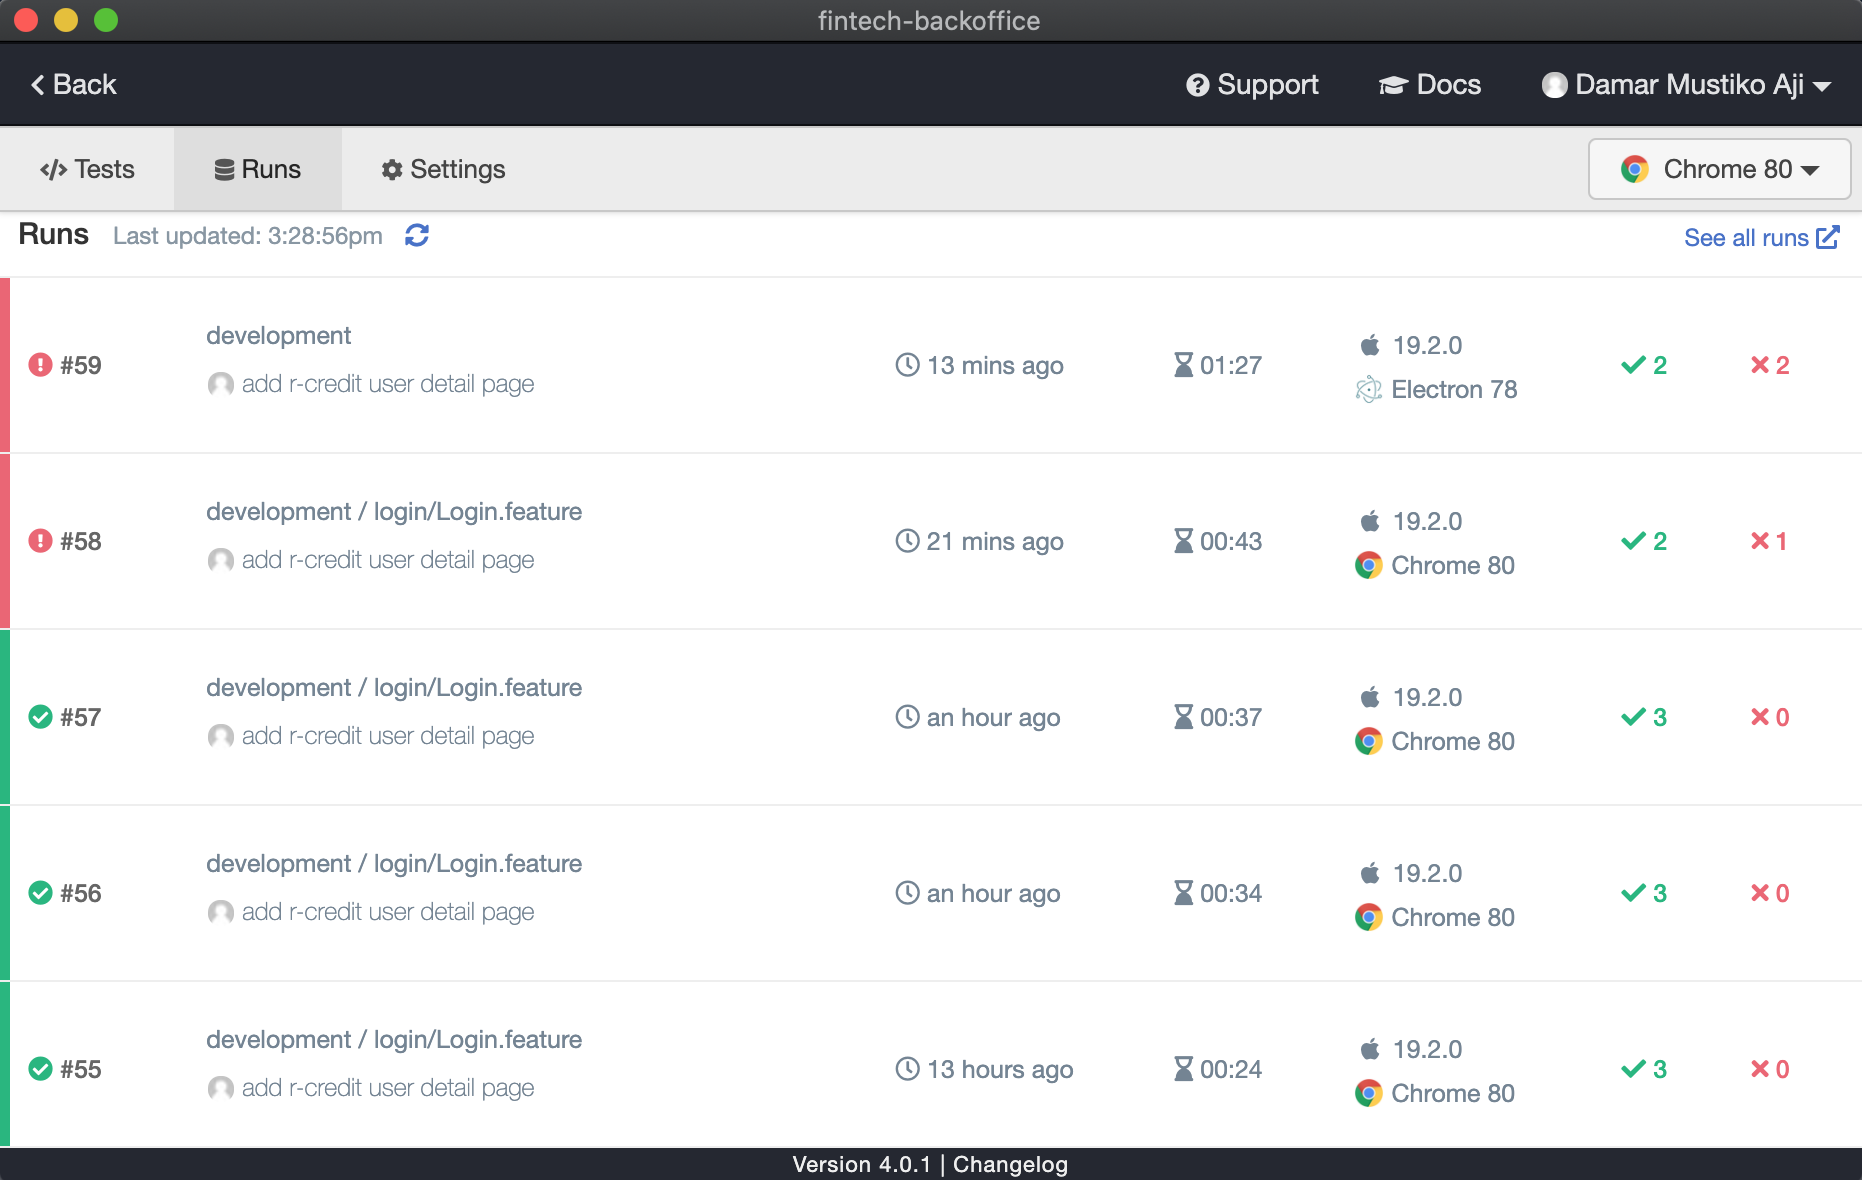 fintech-backoffice
Back Support Docs Damar Mustiko Aji
Tests Runs Settings Chrome 80
Runs Last updated: 3:28:56pm See all runs
#59 development 13 mins ago 01:27 19.2.0 2 2
add r-credit user detail page Electron 78
#58 development / login/Login.feature 21 mins ago 00:43 19.2.0 2 1
add r-credit user detail page Chrome 80
#57 development / login/Login.feature an hour ago 00:37 19.2.0 3 0
add r-credit user detail page Chrome 80
#56 development / login/Login.feature an hour ago 00:34 19.2.0 3 0
add r-credit user detail page Chrome 80
#55 development / login/Login.feature 13 hours ago 00:24 19.2.0 3 0
add r-credit user detail page Chrome 80
Version 4.0.1 | Changelog